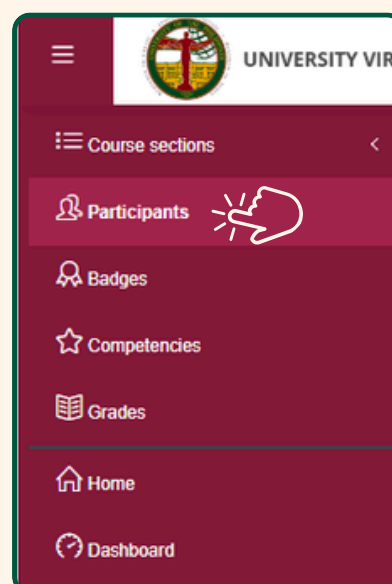 UNIVERSITY VIR
Course sections
Participants
Badges
Competencies
Grades
Home
Dashboard